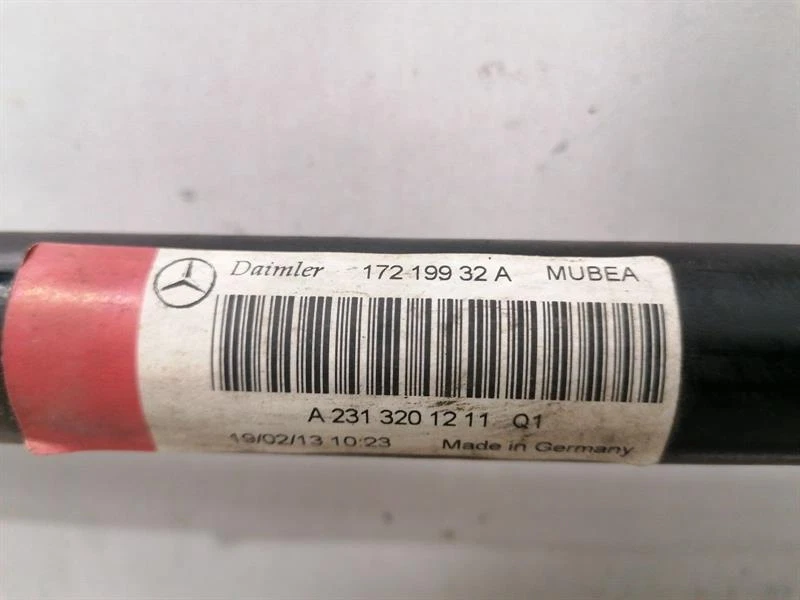 Daimler 172 199 32 A MUBEA
A 231 320 12 11 Q1
19/02/13 10:23 Made in Germany